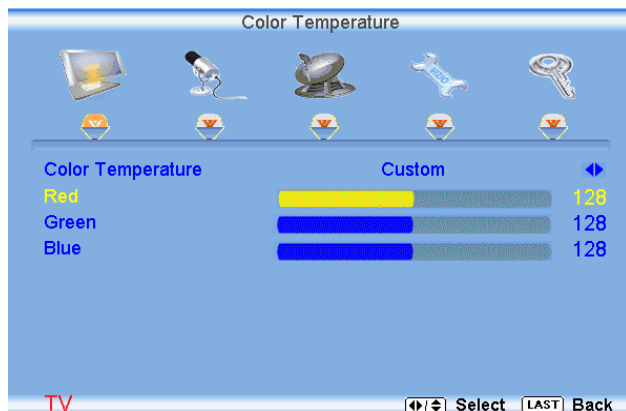 Color Temperature
Color Temperature Custom
Red 128
Green 128
Blue 128
TV Select LAST Back